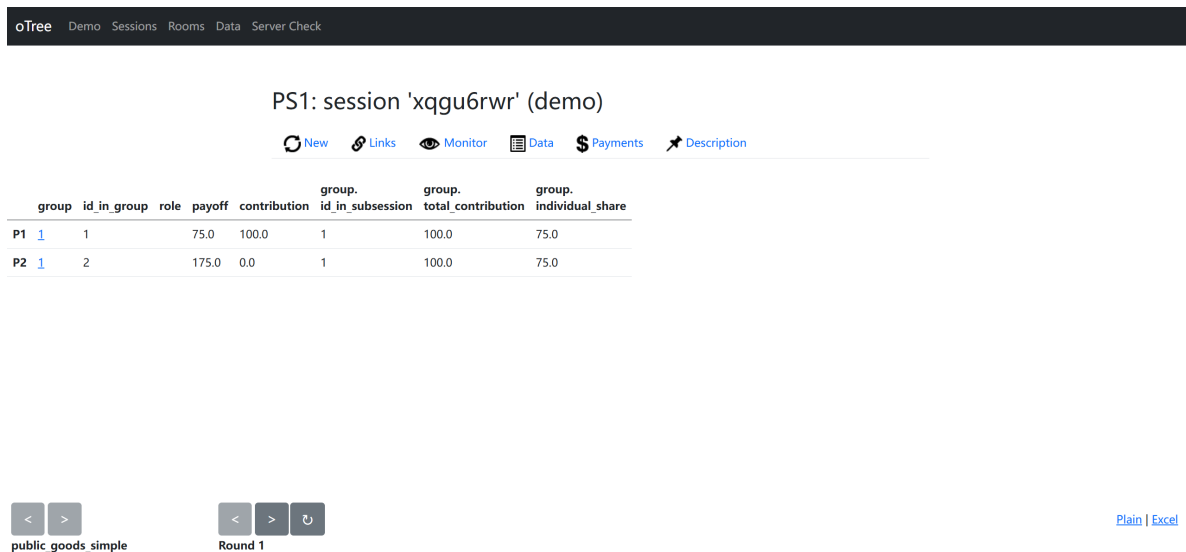 oTree Demo Sessions Rooms Data Server Check
PS1: session 'xqgu6rwr' (demo)
New Links Monitor $ Data Payments Description
group id_in_group role payoff contribution group. id_in_subsession group. total_contribution group. individual_share
P1 1 1 75.0 100.0 1 100.0 75.0
P2 1 2 175.0 0.0 1 100.0 75.0
< > < > ↻
Plain | Excel
public_goods_simple Round 1